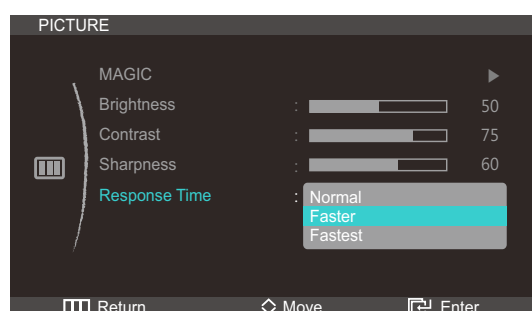 PICTURE
MAGIC
Brightness : 50
Contrast : 75
Sharpness : 60
Response Time : Normal
Faster
Fastest
Return Move Enter